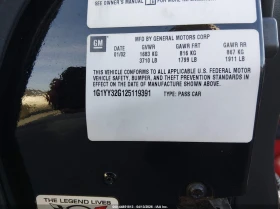 SEE OWNER'S MANUAL
GM
MFD BY GENERAL MOTORS CORP
DATE GVWR GAWR FRT GAWR RR
01/02 1683 KG 816 KG 867 KG
3710 LB 1799 LB 1911 LB
THIS VEHICLE CONFORMS TO ALL APPLICABLE U.S. FEDERAL MOTOR
VEHICLE SAFETY, BUMPER, AND THEFT PREVENTION STANDARDS IN
EFFECT ON THE DATE OF MANUFACTURE SHOWN ABOVE.
1G1YY32G125119391
TYPE: PASS CAR
THE LEGEND LIVES